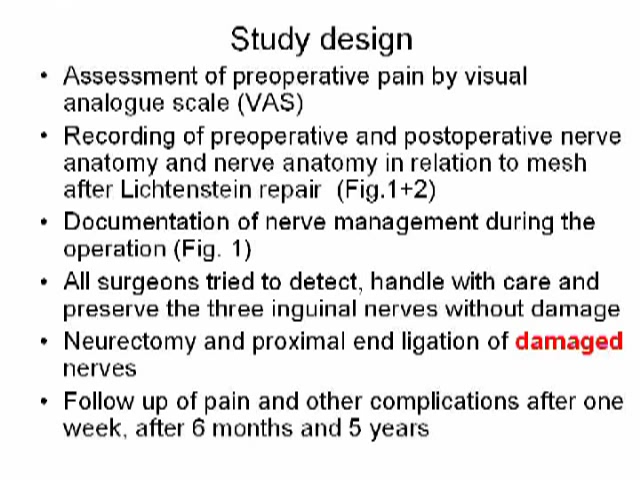 Study design
• Assessment of preoperative pain by visual
analogue scale (VAS)
• Recording of preoperative and postoperative nerve
anatomy and nerve anatomy in relation to mesh
after Lichtenstein repair (Fig.1+2)
• Documentation of nerve management during the
operation (Fig. 1)
• All surgeons tried to detect, handle with care and
preserve the three inguinal nerves without damage
• Neurectomy and proximal end ligation of damaged
nerves
• Follow up of pain and other complications after one
week, after 6 months and 5 years